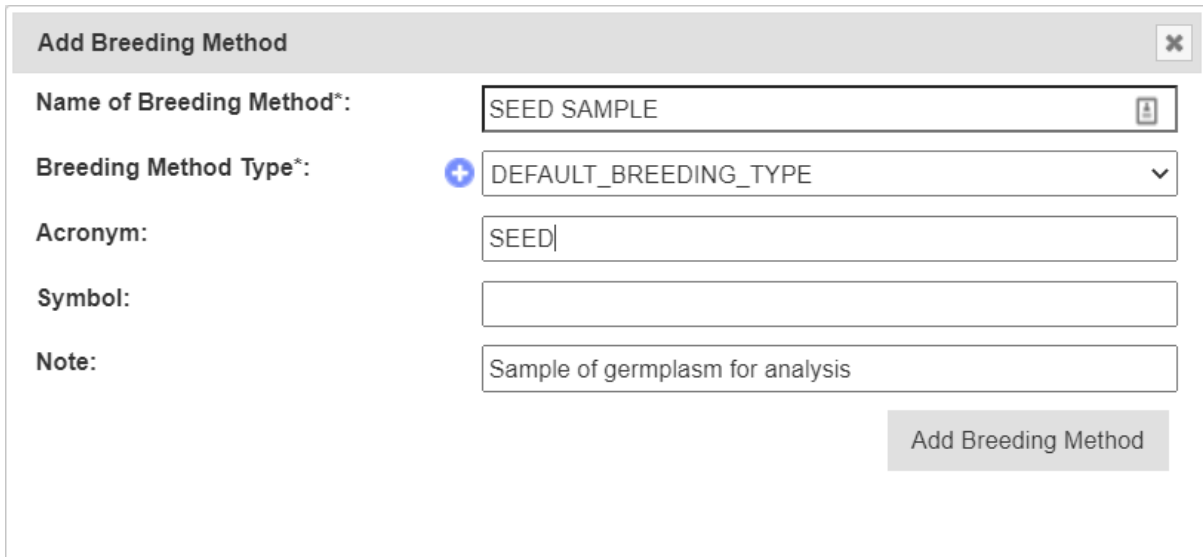 Add Breeding Method
Name of Breeding Method*: SEED SAMPLE
Breeding Method Type*: DEFAULT_BREEDING_TYPE
Acronym: SEED
Symbol:
Note: Sample of germplasm for analysis
Add Breeding Method